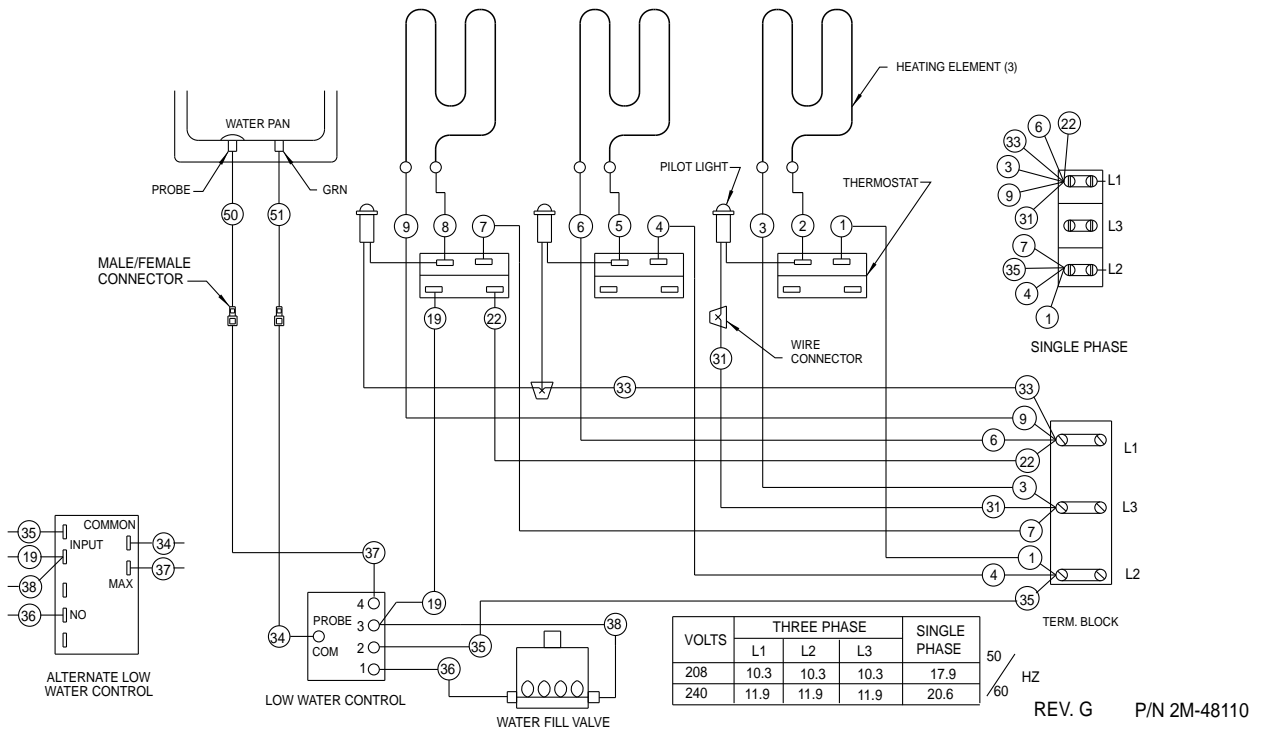 HEATING ELEMENT (3)
WATER PAN
PROBE
GRN
PILOT LIGHT
THERMOSTAT
50
51
9
8
7
6
5
4
3
2
1
6
22
33
3
9
31
7
35
4
1
L1
L3
L2
SINGLE PHASE
MALE/FEMALE
CONNECTOR
19
22
WIRE
CONNECTOR
31
33
33
9
6
22
3
31
7
1
4
35
L1
L3
L2
TERM. BLOCK
35
19
38
36
COMMON
INPUT
MAX
NO
34
37
ALTERNATE LOW
WATER CONTROL
37
34
PROBE
COM
4
3
2
1
19
35
36
38
LOW WATER CONTROL
WATER FILL VALVE
VOLTS THREE PHASE SINGLE PHASE
L1 L2 L3
208 10.3 10.3 10.3 17.9
240 11.9 11.9 11.9 20.6
50/60 HZ
REV. G P/N 2M-48110